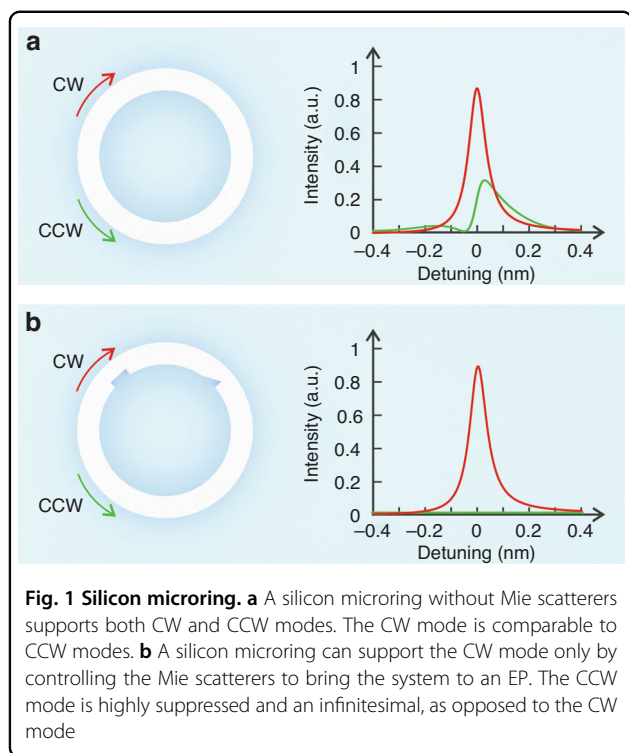 a
CW
CCW
Intensity (a.u.)
1
0.8
0.6
0.4
0.2
0
–0.4 –0.2 0 0.2 0.4
Detuning (nm)
b
CW
CCW
Intensity (a.u.)
1
0.8
0.6
0.4
0.2
0
–0.4 –0.2 0 0.2 0.4
Detuning (nm)
Fig. 1 Silicon microring. a A silicon microring without Mie scatterers
supports both CW and CCW modes. The CW mode is comparable to
CCW modes. b A silicon microring can support the CW mode only by
controlling the Mie scatterers to bring the system to an EP. The CCW
mode is highly suppressed and an infinitesimal, as opposed to the CW
mode